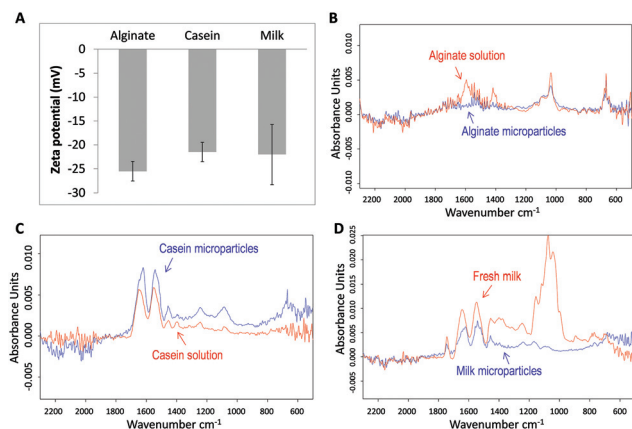 A
Alginate Casein Milk
Zeta potential (mV)
0
-5
-10
-15
-20
-25
-30
B
Absorbance Units
0.010
0.005
0.000
-0.005
-0.010
Alginate solution
Alginate microparticles
2200 2000 1800 1600 1400 1200 1000 800 600
Wavenumber cm-1
C
Absorbance Units
0.010
0.005
0.000
-0.005
Casein microparticles
Casein solution
2200 2000 1800 1600 1400 1200 1000 800 600
Wavenumber cm-1
D
Absorbance Units
0.025
0.020
0.015
0.010
0.005
0.000
Fresh milk
Milk microparticles
2200 2000 1800 1600 1400 1200 1000 800 600
Wavenumber cm-1